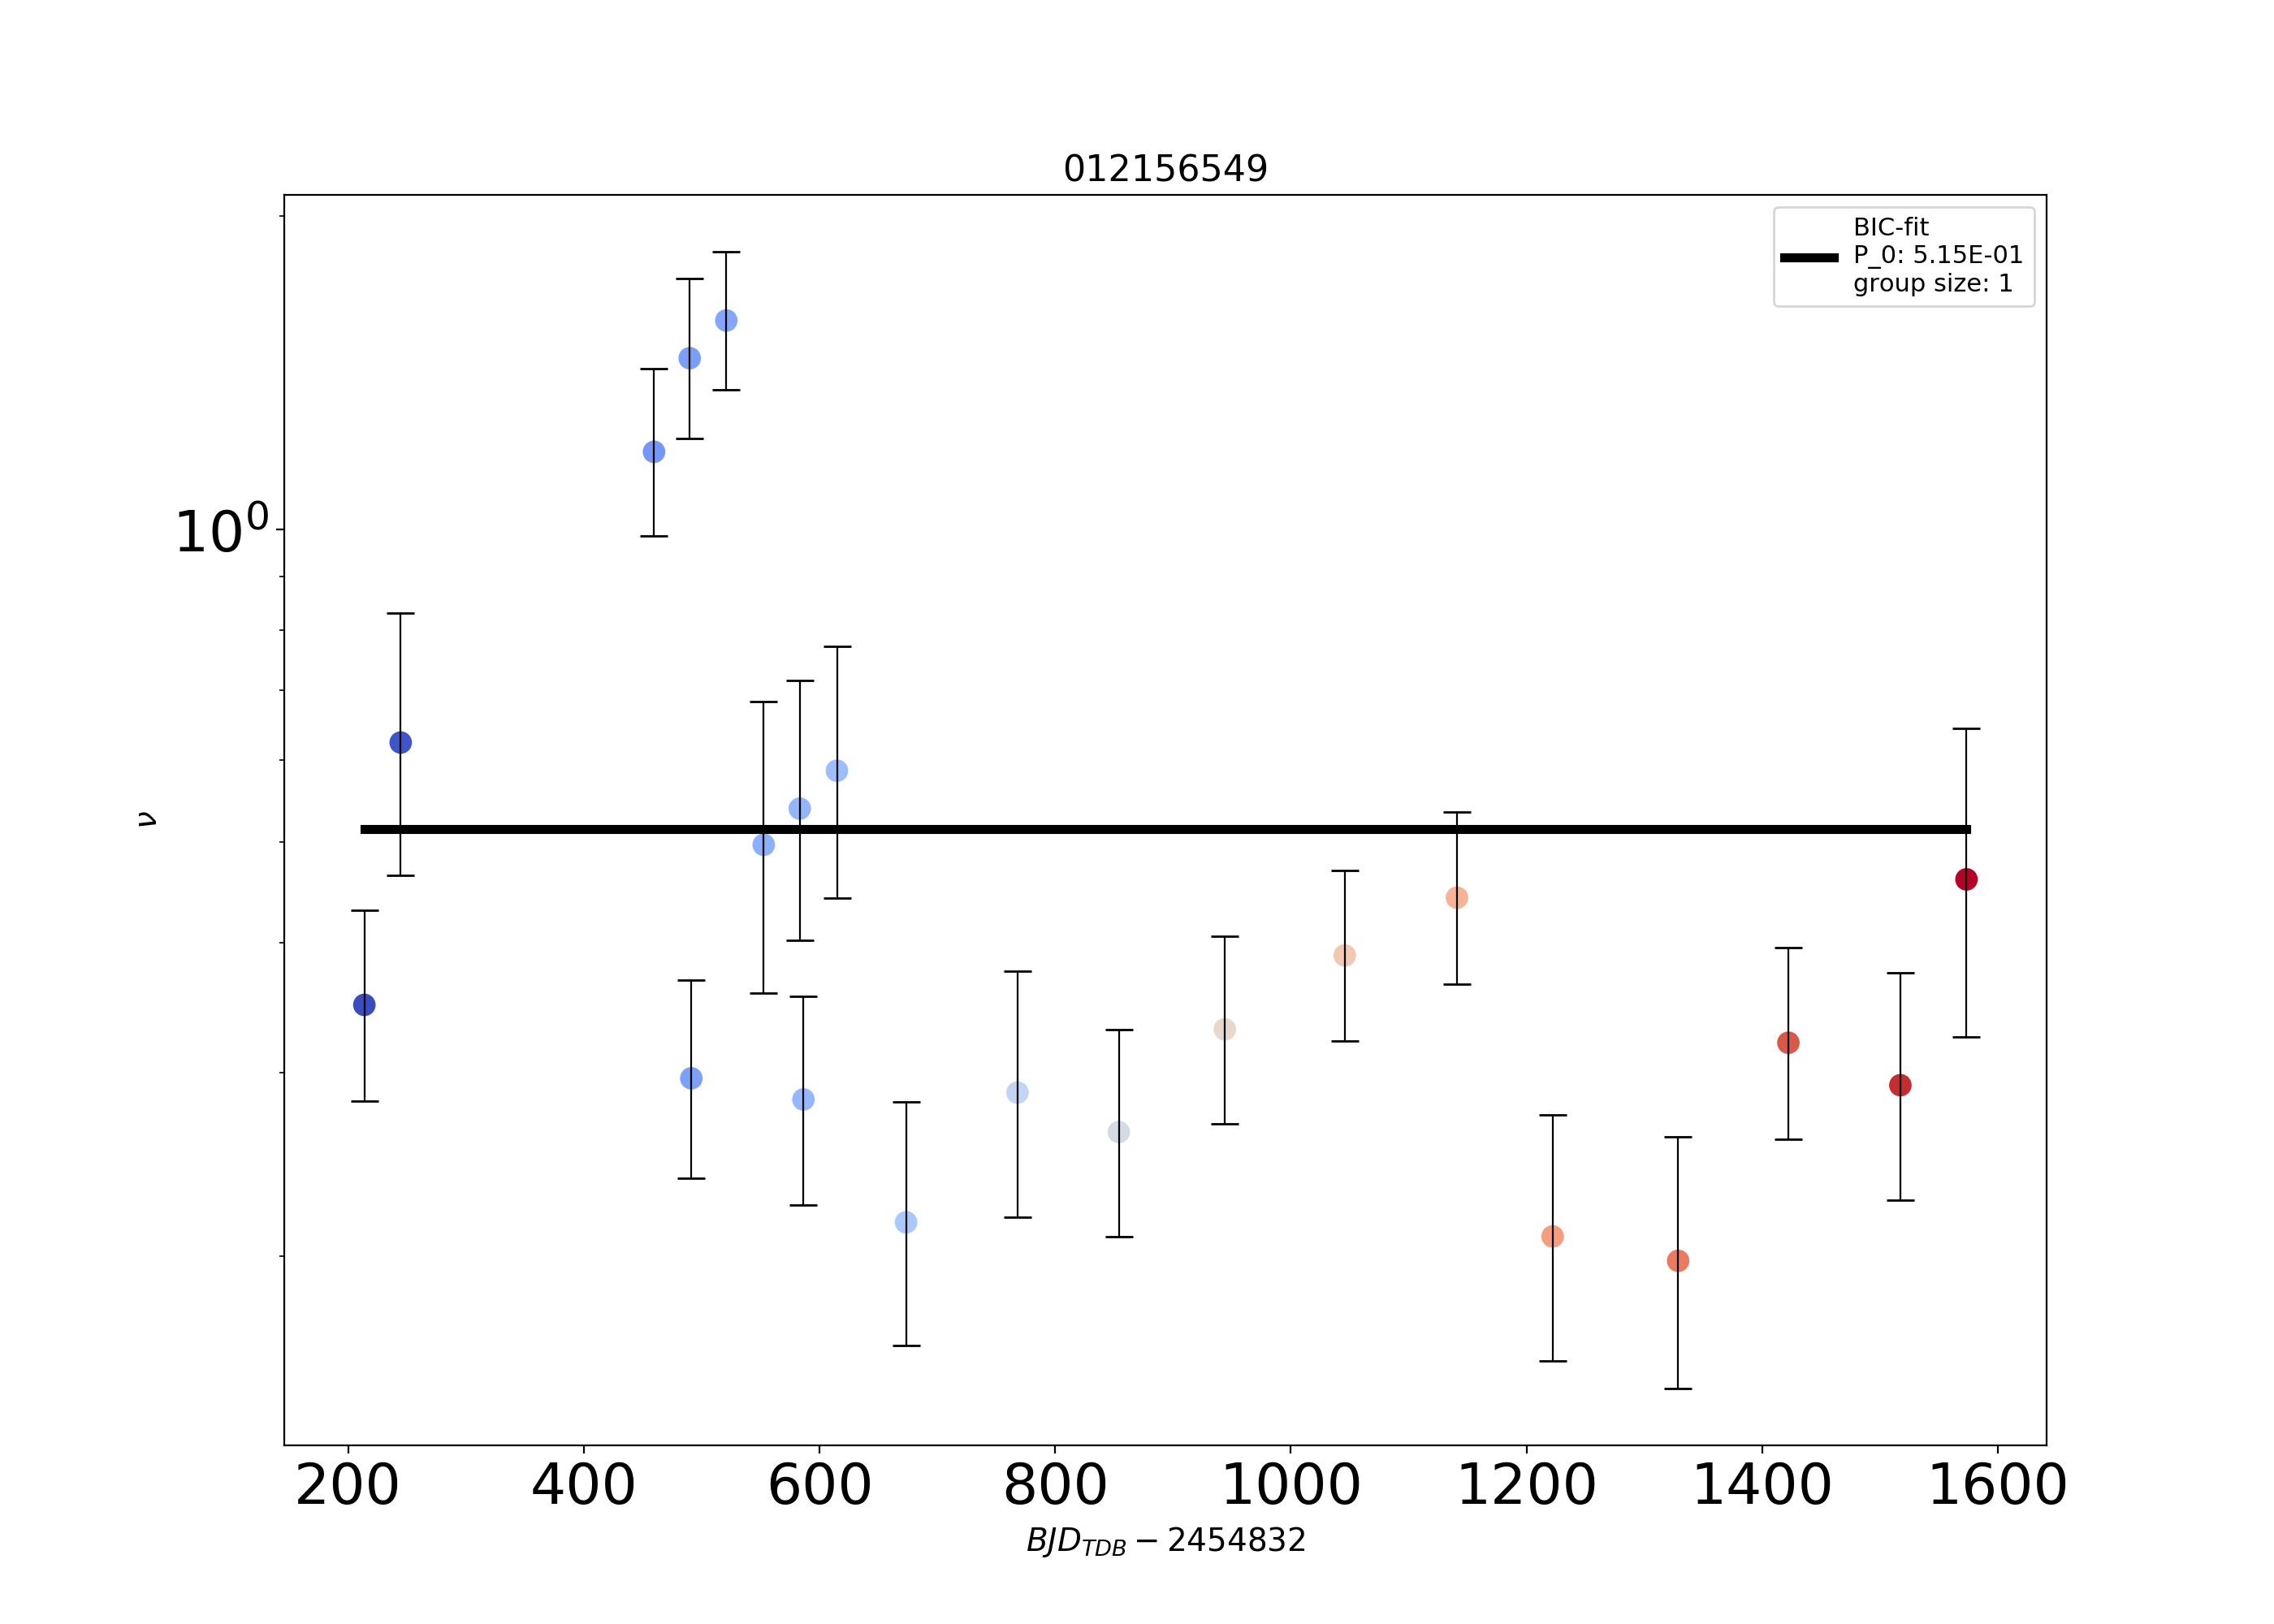 012156549
BIC-fit
P_0: 5.15E-01
group size: 1
10⁰
ν
200 400 600 800 1000 1200 1400 1600
BJD_TDB − 2454832